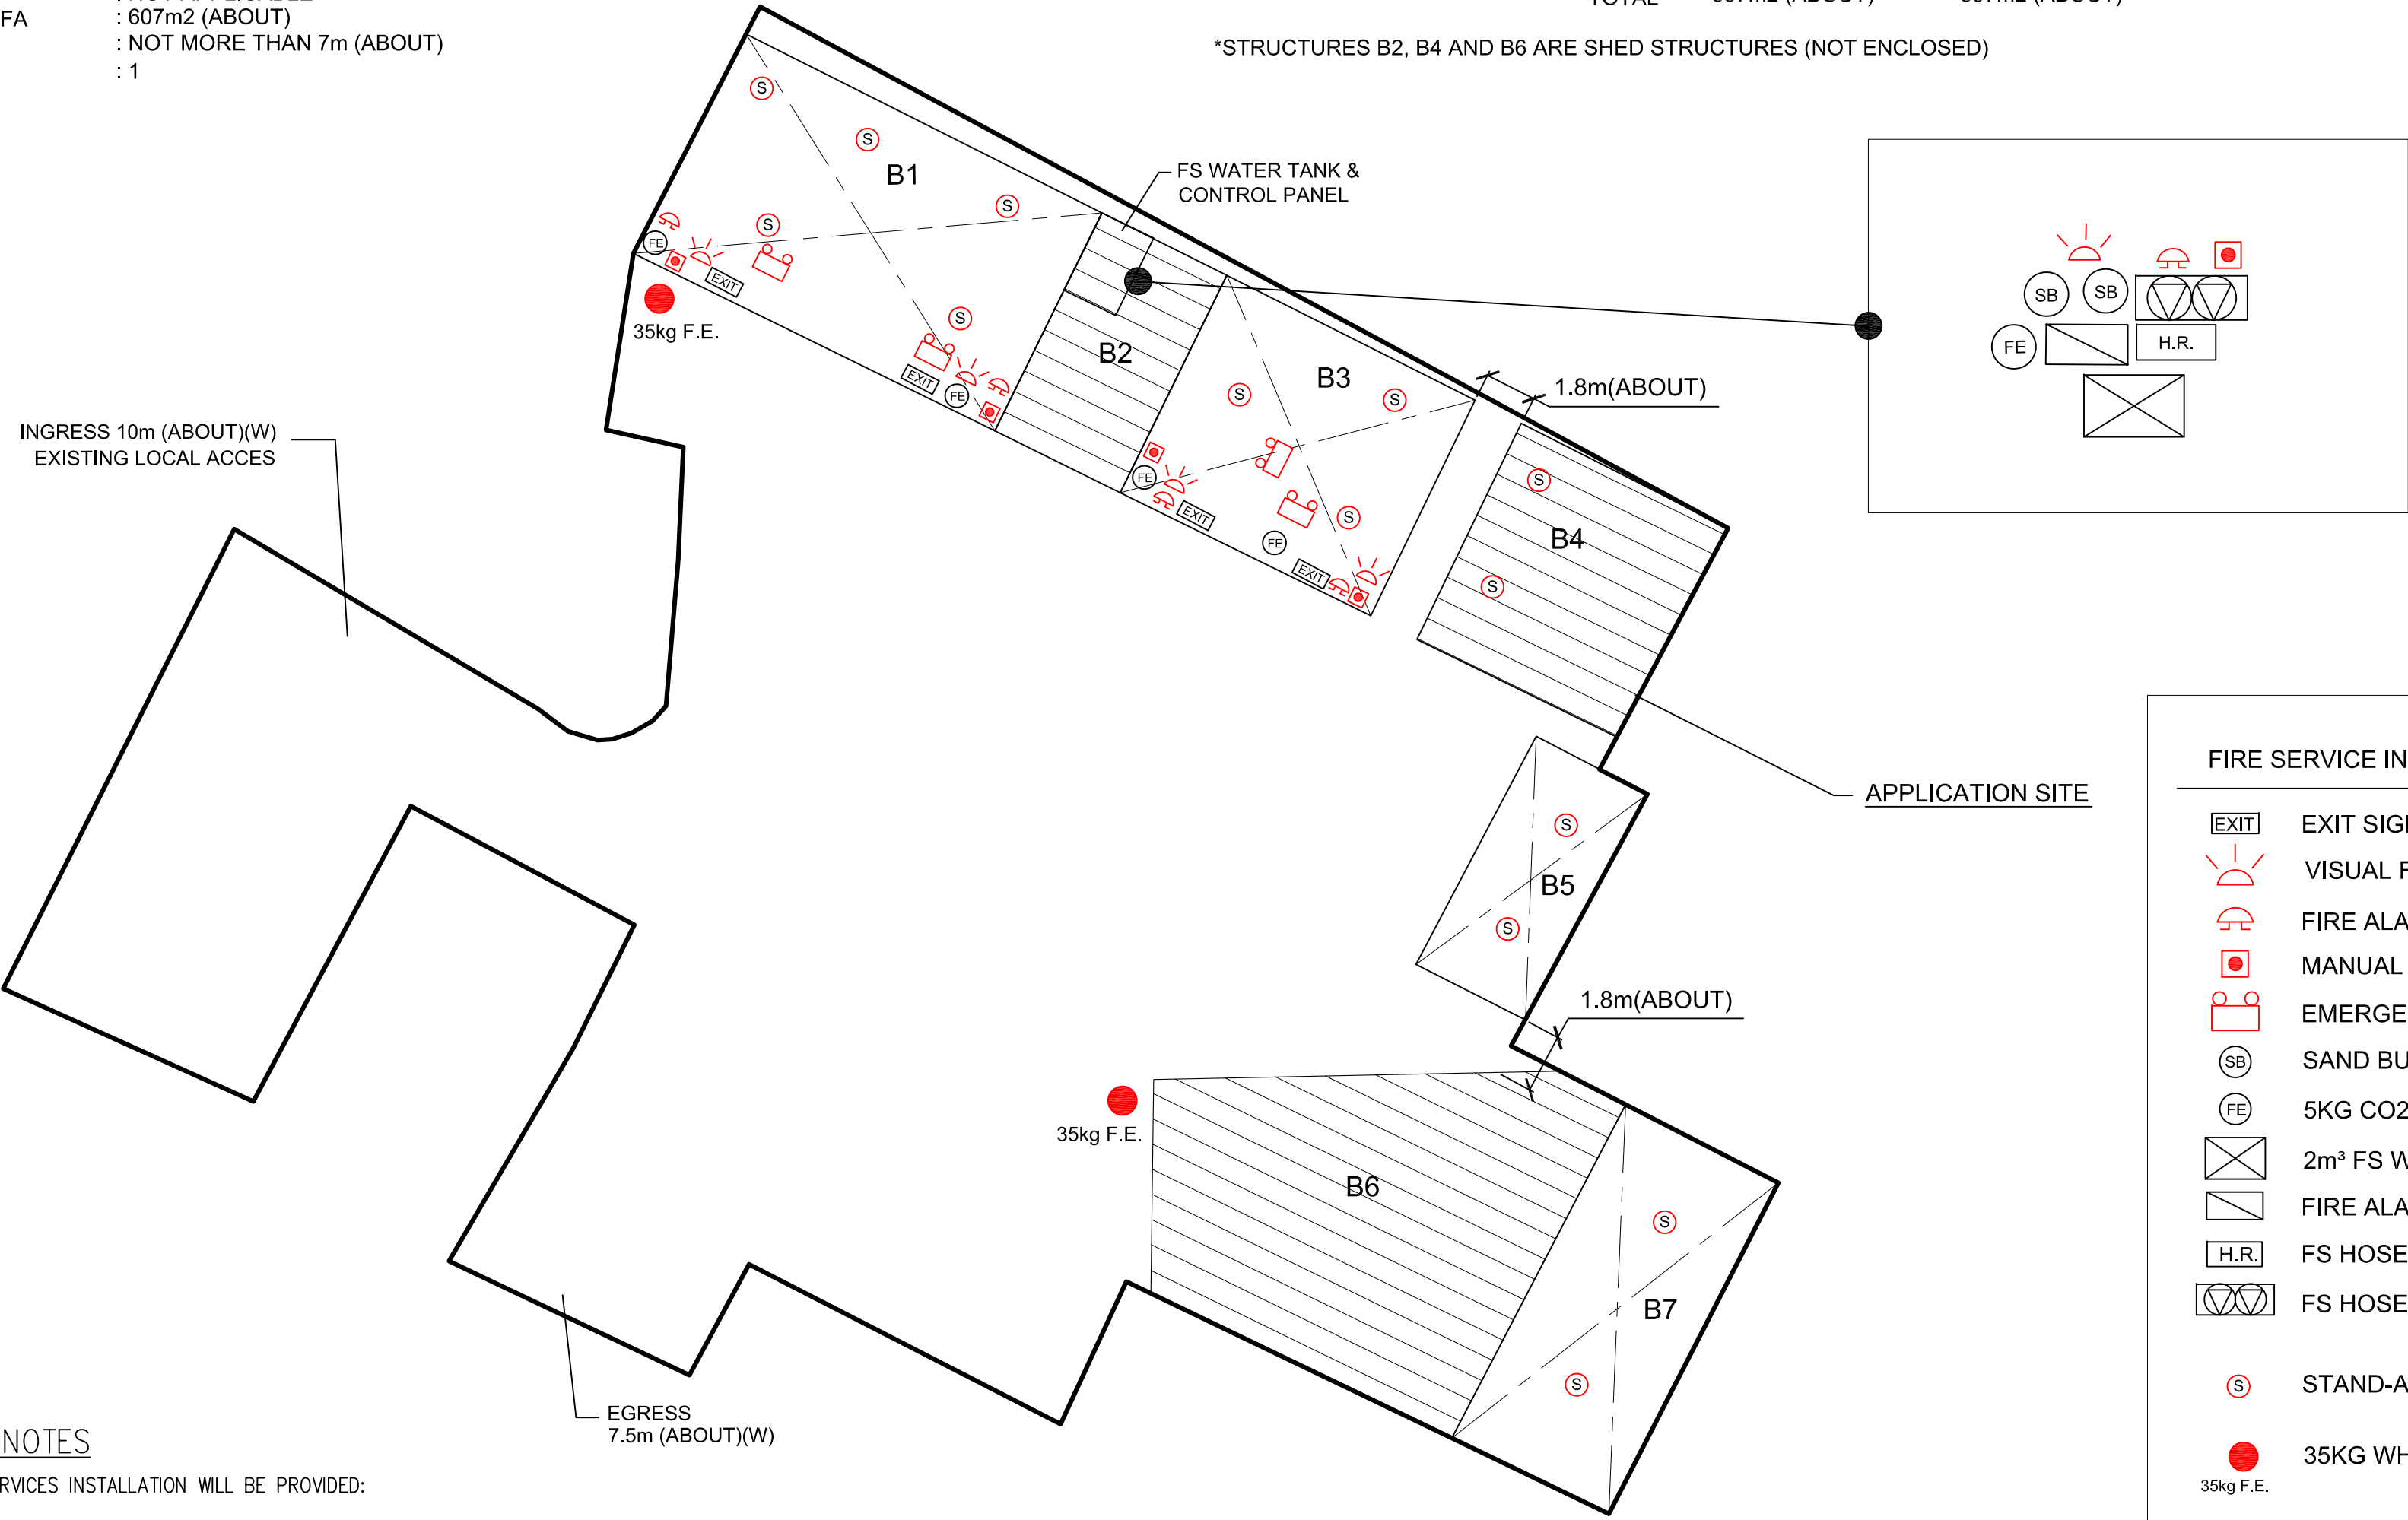 FA
: 607m2 (ABOUT)
: NOT MORE THAN 7m (ABOUT)
: 1
TOTAL
*STRUCTURES B2, B4 AND B6 ARE SHED STRUCTURES (NOT ENCLOSED)
S
S
B1
S
S
FE
EXIT
35kg F.E.
S
EXIT
FE
FS WATER TANK &
CONTROL PANEL
B2
B3
S
S
FE
EXIT
S
FE
EXIT
1.8m(ABOUT)
S
B4
S
SB
SB
FE
H.R.
INGRESS 10m (ABOUT)(W)
EXISTING LOCAL ACCES
APPLICATION SITE
S
B5
S
1.8m(ABOUT)
35kg F.E.
B6
S
B7
S
EGRESS
7.5m (ABOUT)(W)
NOTES
RVICES INSTALLATION WILL BE PROVIDED:
FIRE SERVICE IN
EXIT EXIT SIG
VISUAL F
FIRE ALA
MANUAL
EMERGE
SB SAND BU
FE 5KG CO2
2m³ FS W
FIRE ALA
H.R. FS HOSE
FS HOSE
S STAND-A
35KG WH
35kg F.E.